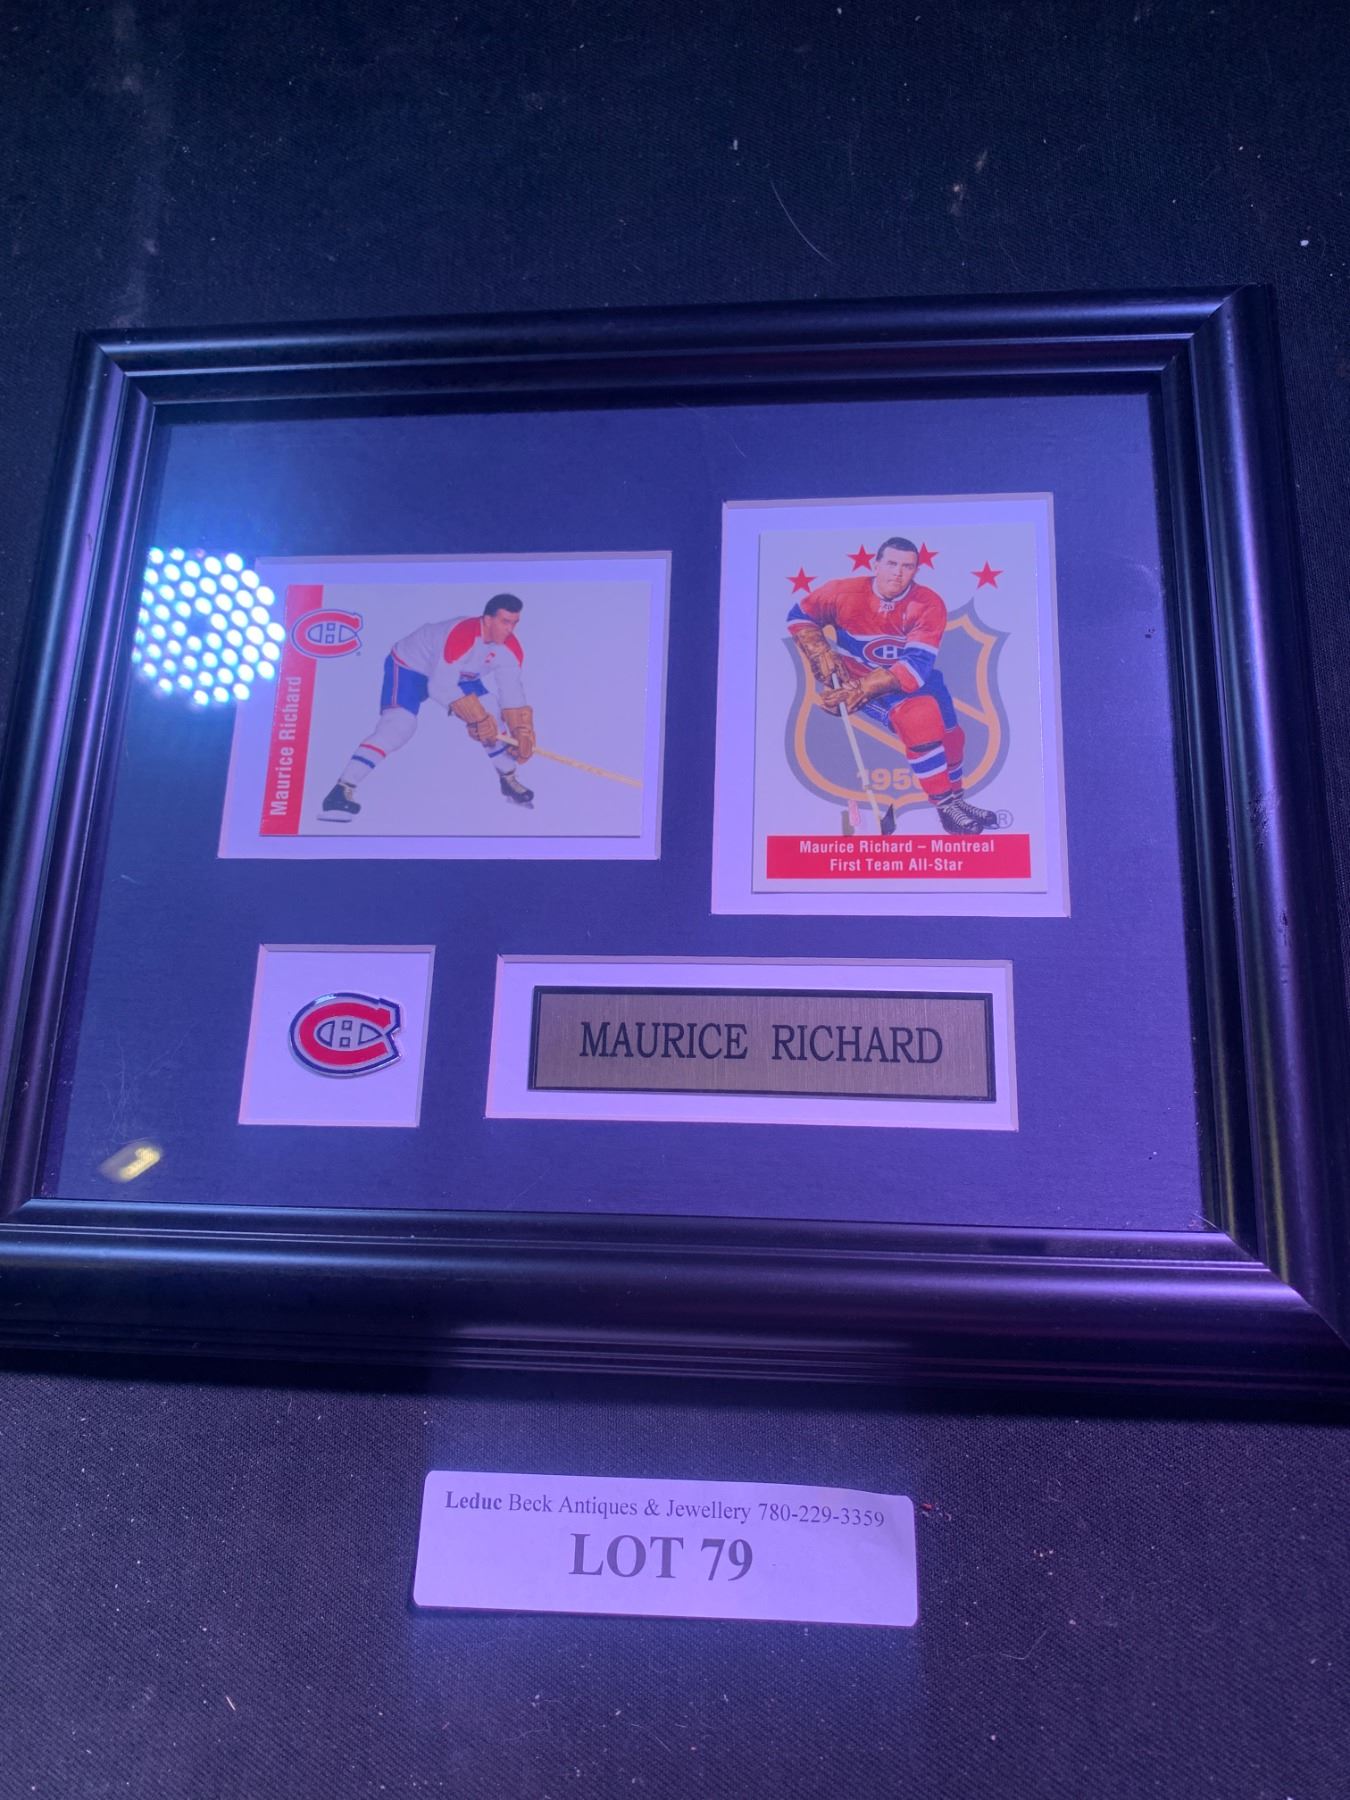 Maurice Richard
1956
Maurice Richard – Montreal
First Team All-Star
MAURICE RICHARD
Leduc Beck Antiques & Jewellery 780-229-3359
LOT 79